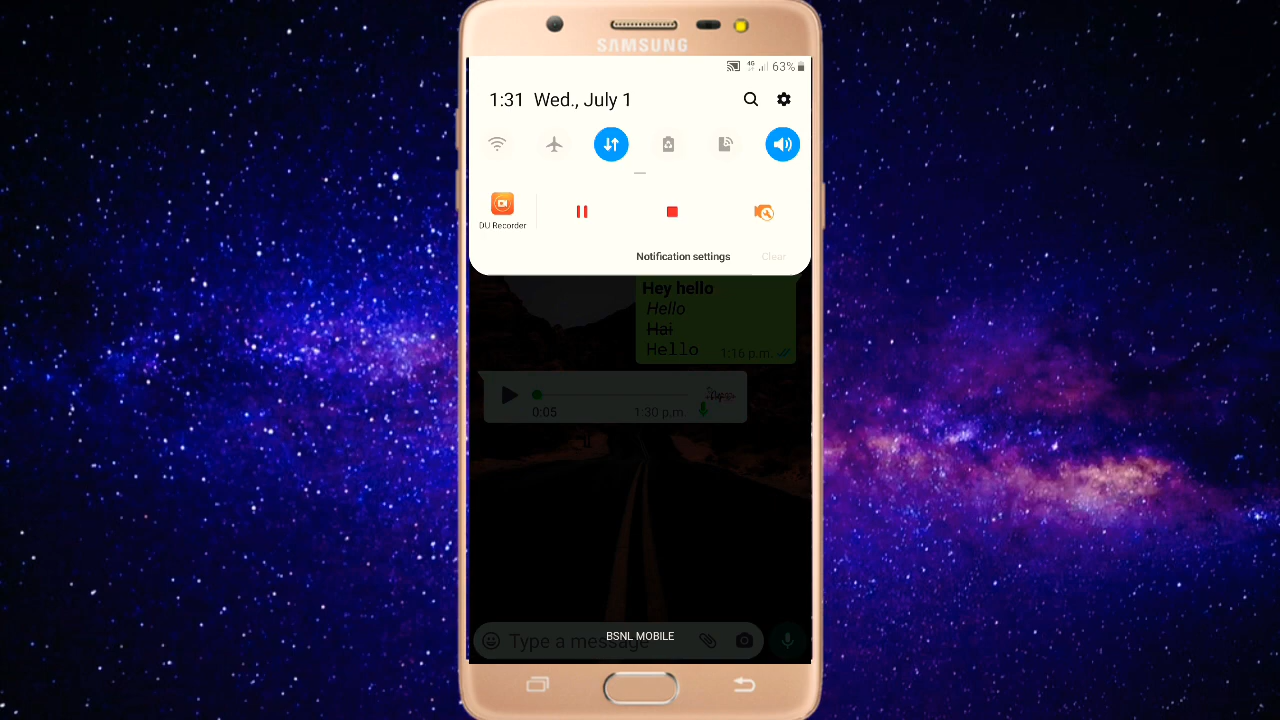 SAMSUNG
4G 63%
1:31 Wed., July 1
DU Recorder
Notification settings Clear
Hey hello
Hello
Hai
Hello 1:16 p.m.
0:05 1:30 p.m.
Type a message
BSNL MOBILE